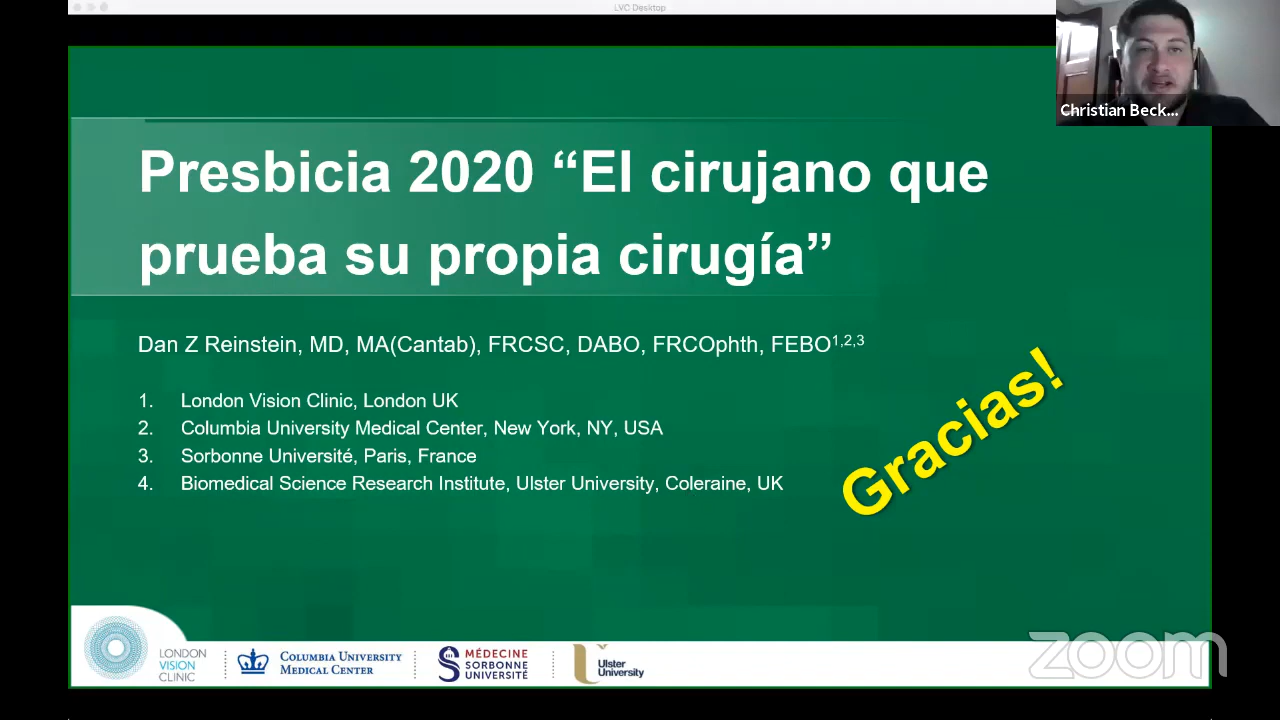 LVC Desktop
Christian Beck...
Presbicia 2020 “El cirujano que
prueba su propia cirugía”
Dan Z Reinstein, MD, MA(Cantab), FRCSC, DABO, FRCOphth, FEBO1,2,3
1. London Vision Clinic, London UK
2. Columbia University Medical Center, New York, NY, USA
3. Sorbonne Université, Paris, France
4. Biomedical Science Research Institute, Ulster University, Coleraine, UK
Gracias!
LONDON
VISION
CLINIC
COLUMBIA UNIVERSITY
MEDICAL CENTER
MÉDECINE
SORBONNE
UNIVERSITÉ
Ulster
University
zoom